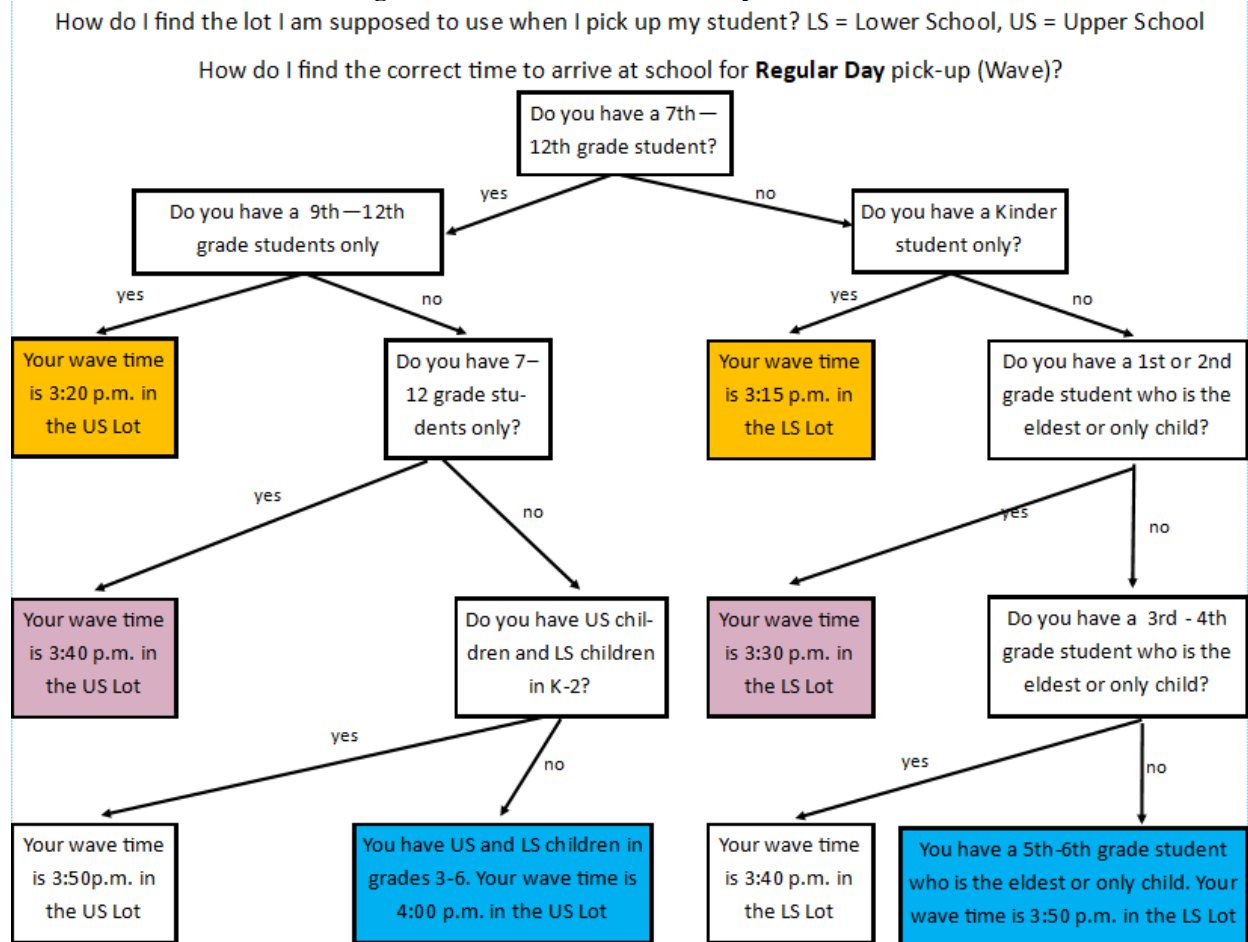 How do I find the lot I am supposed to use when I pick up my student? LS = Lower School, US = Upper School
How do I find the correct time to arrive at school for Regular Day pick-up (Wave)?
Do you have a 7th—
12th grade student?
yes
no
Do you have a 9th—12th
grade students only
Do you have a Kinder
student only?
yes
no
yes
no
Your wave time
is 3:20 p.m. in
the US Lot
Do you have 7–
12 grade stu-
dents only?
Your wave time
is 3:15 p.m. in
the LS Lot
Do you have a 1st or 2nd
grade student who is the
eldest or only child?
yes
no
yes
no
Your wave time
is 3:40 p.m. in
the US Lot
Do you have US chil-
dren and LS children
in K-2?
Your wave time
is 3:30 p.m. in
the LS Lot
Do you have a 3rd - 4th
grade student who is the
eldest or only child?
yes
no
yes
no
Your wave time
is 3:50p.m. in
the US Lot
You have US and LS children in
grades 3-6. Your wave time is
4:00 p.m. in the US Lot
Your wave time
is 3:40 p.m. in
the LS Lot
You have a 5th-6th grade student
who is the eldest or only child. Your
wave time is 3:50 p.m. in the LS Lot